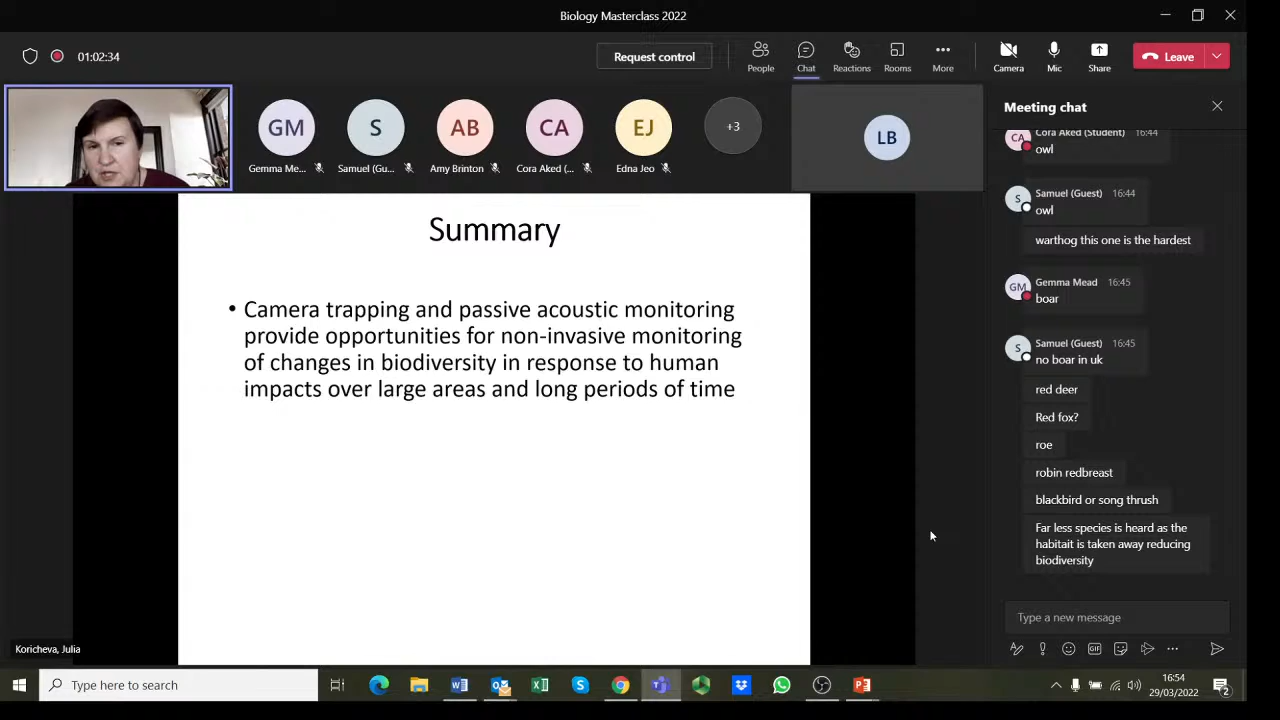 Biology Masterclass 2022
01:02:34
Request control
People
Chat
Reactions
Rooms
More
Camera
Mic
Share
Leave
GM
S
AB
CA
EJ
+3
LB
Gemma Me...
Samuel (Gu...
Amy Brinton
Cora Aked (...
Edna Jeo
Summary
• Camera trapping and passive acoustic monitoring
provide opportunities for non-invasive monitoring
of changes in biodiversity in response to human
impacts over large areas and long periods of time
Koricheva, Julia
Meeting chat
CA
Cora Aked (Student) 16:44
owl
S
Samuel (Guest) 16:44
owl
warthog this one is the hardest
GM
Gemma Mead 16:45
boar
S
Samuel (Guest) 16:45
no boar in uk
red deer
Red fox?
roe
robin redbreast
blackbird or song thrush
Far less species is heard as the
habitait is taken away reducing
biodiversity
Type a new message
GIF
Type here to search
16:54
29/03/2022
2